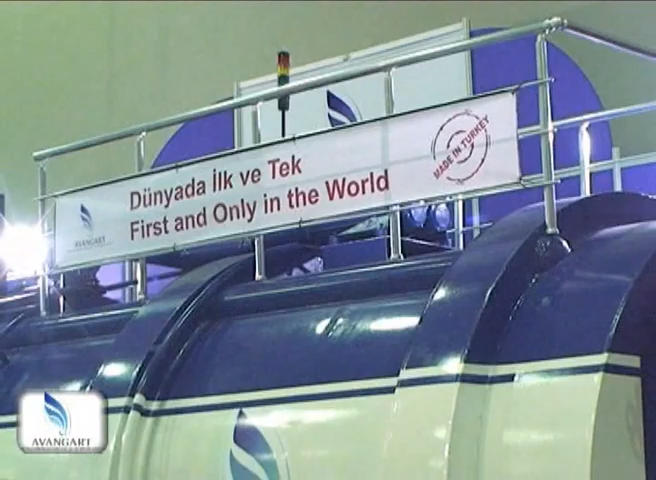 Dünyada İlk ve Tek
First and Only in the World
MADE IN TURKEY
AVANGART
AVANGART